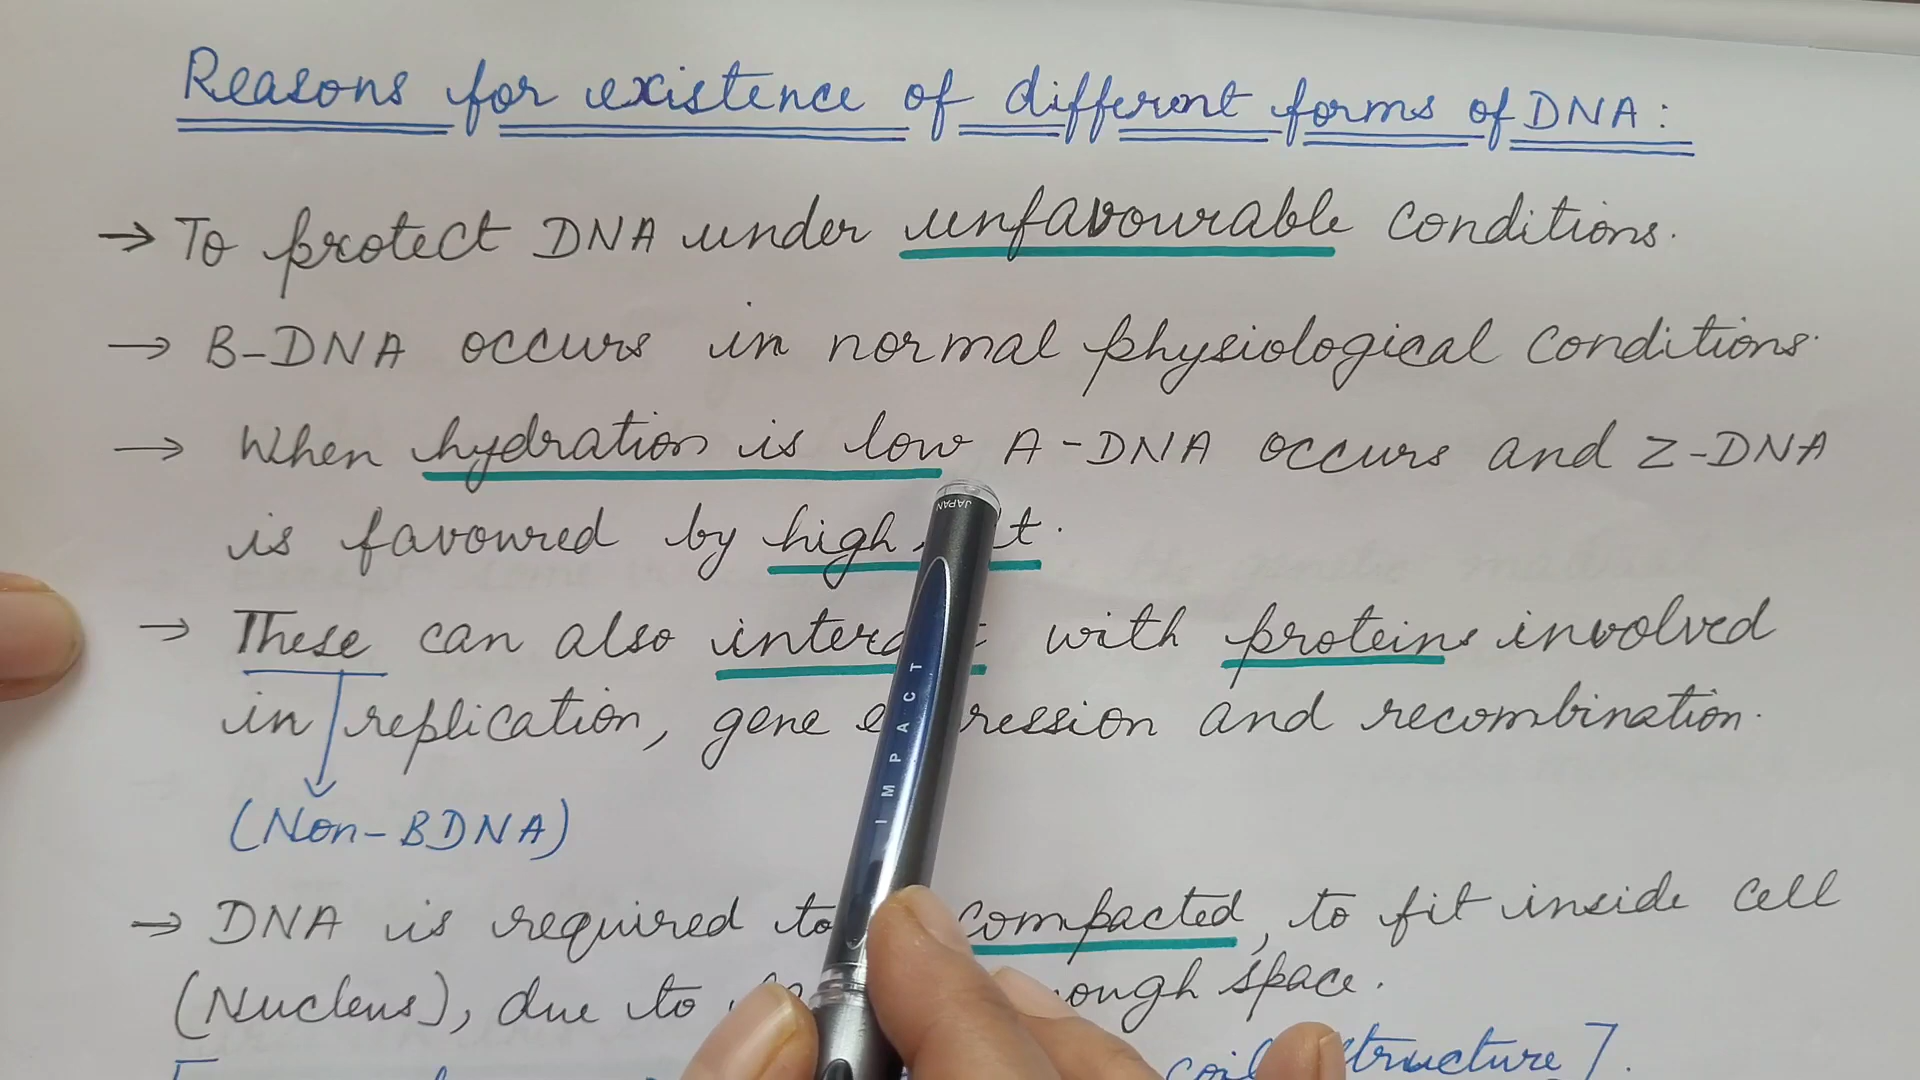 Reasons for existence of different forms of DNA:
→ To protect DNA under unfavourable conditions.
→ B-DNA occurs in normal physiological conditions.
→ When hydration is low A-DNA occurs and Z-DNA
is favoured by high
→ These can also with proteins involved
in replication, gene and recombination.
(Non-BDNA)
→ DNA is required to compacted, to fit inside cell
(Nucleus), due to space.
structure].
JAPAN
IMPACT